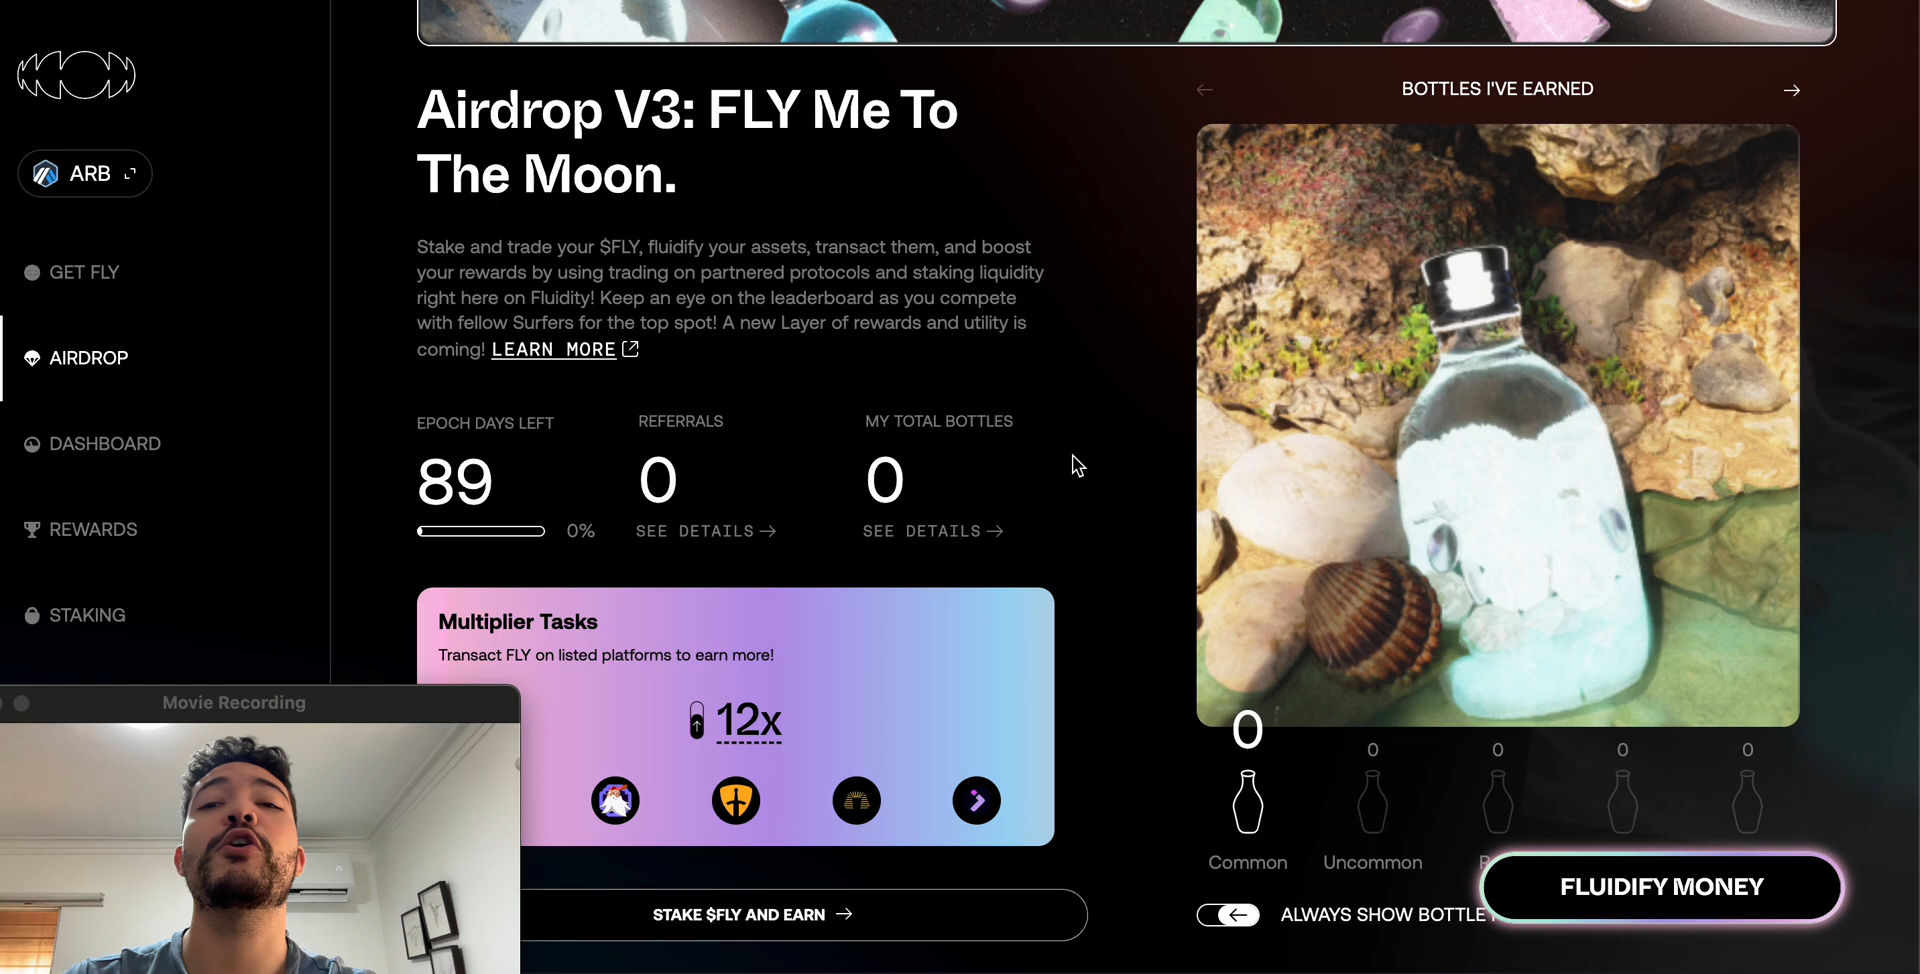 ARB
GET FLY
AIRDROP
DASHBOARD
REWARDS
STAKING
Airdrop V3: FLY Me To
The Moon.
Stake and trade your $FLY, fluidify your assets, transact them, and boost
your rewards by using trading on partnered protocols and staking liquidity
right here on Fluidity! Keep an eye on the leaderboard as you compete
with fellow Surfers for the top spot! A new Layer of rewards and utility is
coming! LEARN MORE
EPOCH DAYS LEFT
89
0%
REFERRALS
0
SEE DETAILS
MY TOTAL BOTTLES
0
SEE DETAILS
Multiplier Tasks
Transact FLY on listed platforms to earn more!
12x
STAKE $FLY AND EARN
Movie Recording
BOTTLES I'VE EARNED
0
0
0
0
0
Common
Uncommon
ALWAYS SHOW BOTTLE
FLUIDIFY MONEY